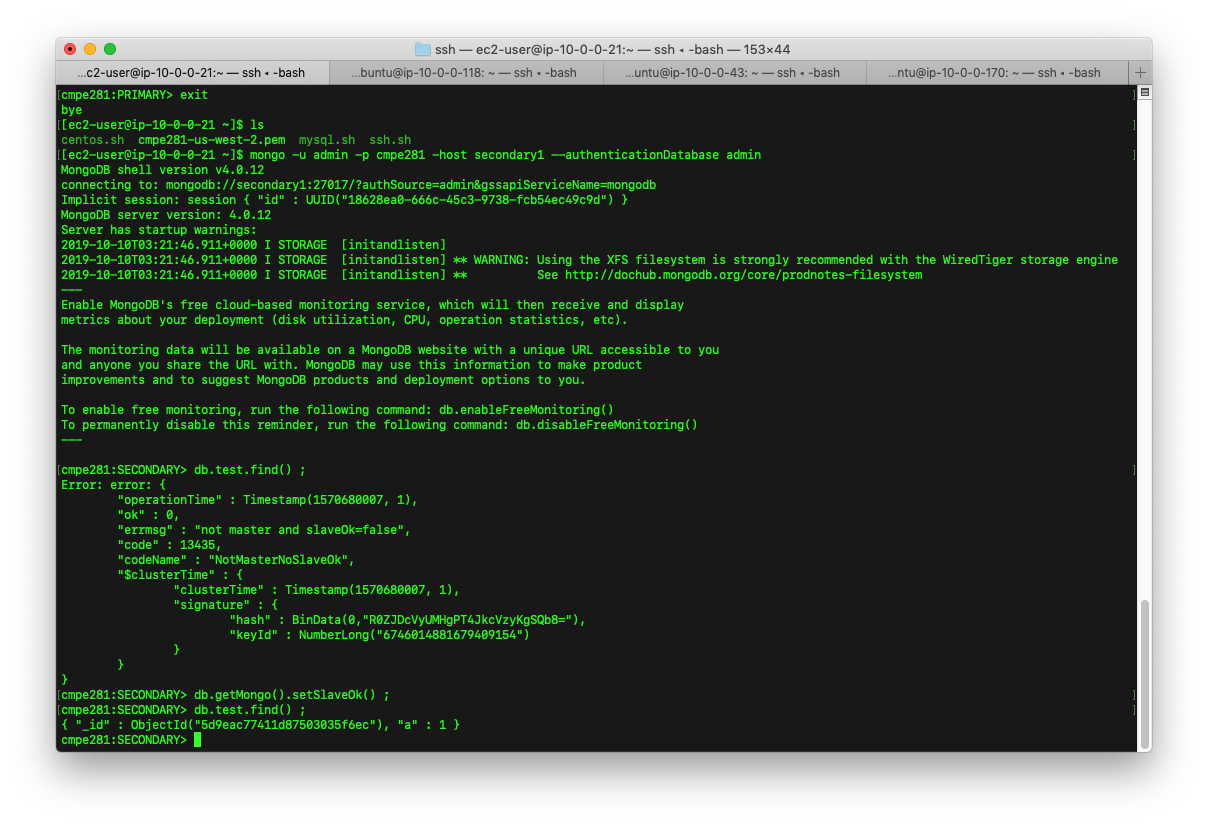 ssh — ec2-user@ip-10-0-0-21:~ — ssh ◂ -bash — 153×44
...c2-user@ip-10-0-0-21:~ — ssh ◂ -bash ...buntu@ip-10-0-0-118: ~ — ssh ◂ -bash ...untu@ip-10-0-0-43: ~ — ssh ◂ -bash ...ntu@ip-10-0-0-170: ~ — ssh ◂ -bash +
[cmpe281:PRIMARY> exit ]
bye
[[ec2-user@ip-10-0-0-21 ~]$ ls ]
centos.sh cmpe281-us-west-2.pem mysql.sh ssh.sh
[[ec2-user@ip-10-0-0-21 ~]$ mongo -u admin -p cmpe281 -host secondary1 --authenticationDatabase admin ]
MongoDB shell version v4.0.12
connecting to: mongodb://secondary1:27017/?authSource=admin&gssapiServiceName=mongodb
Implicit session: session { "id" : UUID("18628ea0-666c-45c3-9738-fcb54ec49c9d") }
MongoDB server version: 4.0.12
Server has startup warnings:
2019-10-10T03:21:46.911+0000 I STORAGE  [initandlisten]
2019-10-10T03:21:46.911+0000 I STORAGE  [initandlisten] ** WARNING: Using the XFS filesystem is strongly recommended with the WiredTiger storage engine
2019-10-10T03:21:46.911+0000 I STORAGE  [initandlisten] **          See http://dochub.mongodb.org/core/prodnotes-filesystem
---
Enable MongoDB's free cloud-based monitoring service, which will then receive and display
metrics about your deployment (disk utilization, CPU, operation statistics, etc).
The monitoring data will be available on a MongoDB website with a unique URL accessible to you
and anyone you share the URL with. MongoDB may use this information to make product
improvements and to suggest MongoDB products and deployment options to you.
To enable free monitoring, run the following command: db.enableFreeMonitoring()
To permanently disable this reminder, run the following command: db.disableFreeMonitoring()
---
[cmpe281:SECONDARY> db.test.find() ; ]
Error: error: {
"operationTime" : Timestamp(1570680007, 1),
"ok" : 0,
"errmsg" : "not master and slaveOk=false",
"code" : 13435,
"codeName" : "NotMasterNoSlaveOk",
"$clusterTime" : {
"clusterTime" : Timestamp(1570680007, 1),
"signature" : {
"hash" : BinData(0,"R0ZJDcVyUMHgPT4JkcVzyKgSQb8="),
"keyId" : NumberLong("6746014881679409154")
}
}
}
[cmpe281:SECONDARY> db.getMongo().setSlaveOk() ; ]
[cmpe281:SECONDARY> db.test.find() ; ]
{ "_id" : ObjectId("5d9eac77411d87503035f6ec"), "a" : 1 }
cmpe281:SECONDARY>